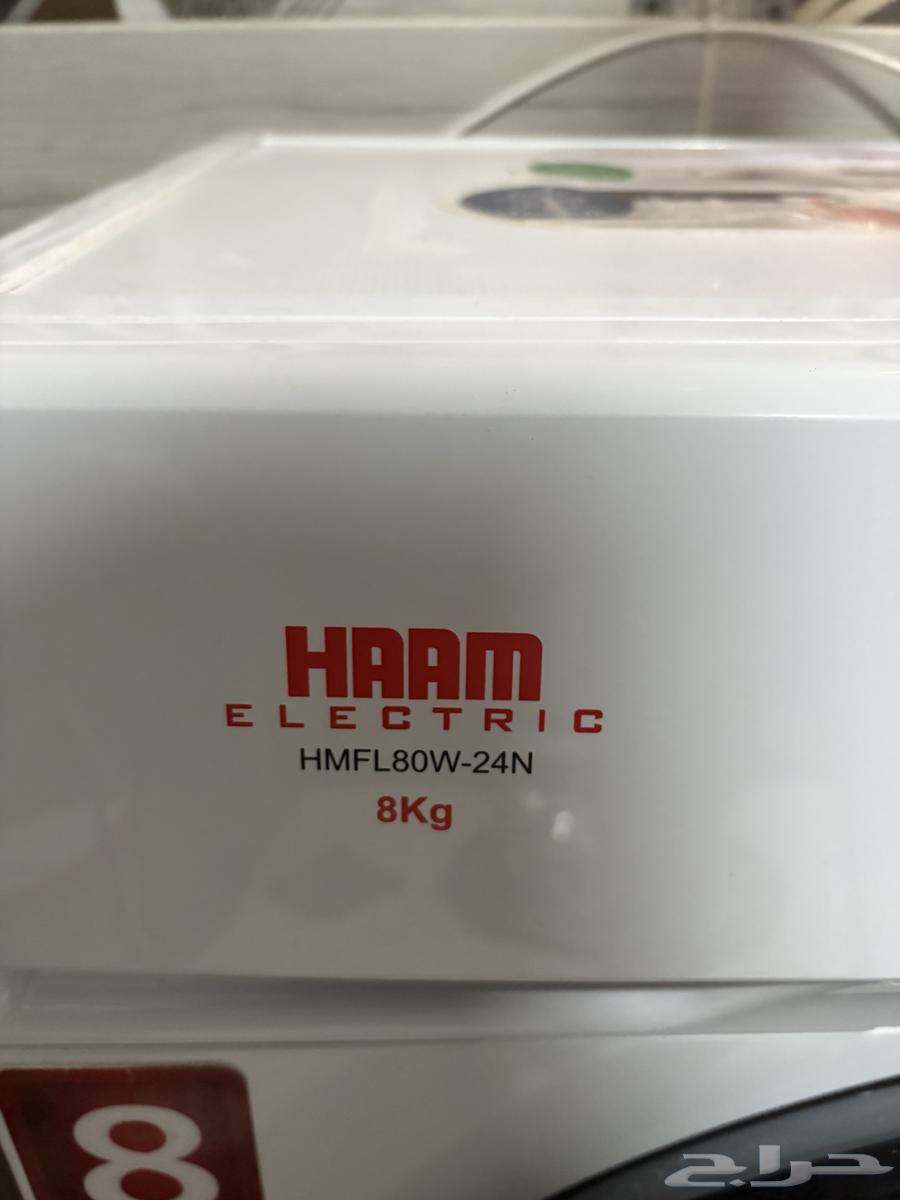 HAAM
ELECTRIC
HMFL80W-24N
8Kg
8
حراج